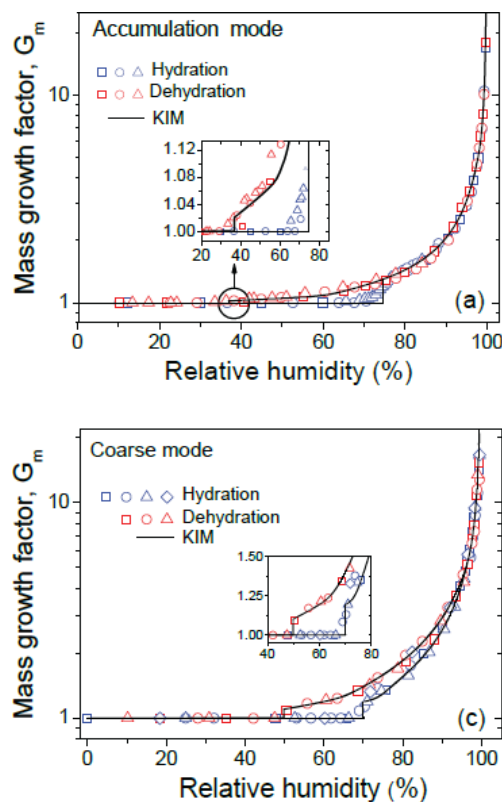 Mass growth factor, Gm
Accumulation mode
Hydration
Dehydration
KIM
10
1
1.12
1.08
1.04
1.00
20 40 60 80
(a)
0 20 40 60 80 100
Relative humidity (%)
Mass growth factor, Gm
Coarse mode
Hydration
Dehydration
KIM
10
1
1.50
1.25
1.00
40 60 80
(c)
0 20 40 60 80 100
Relative humidity (%)